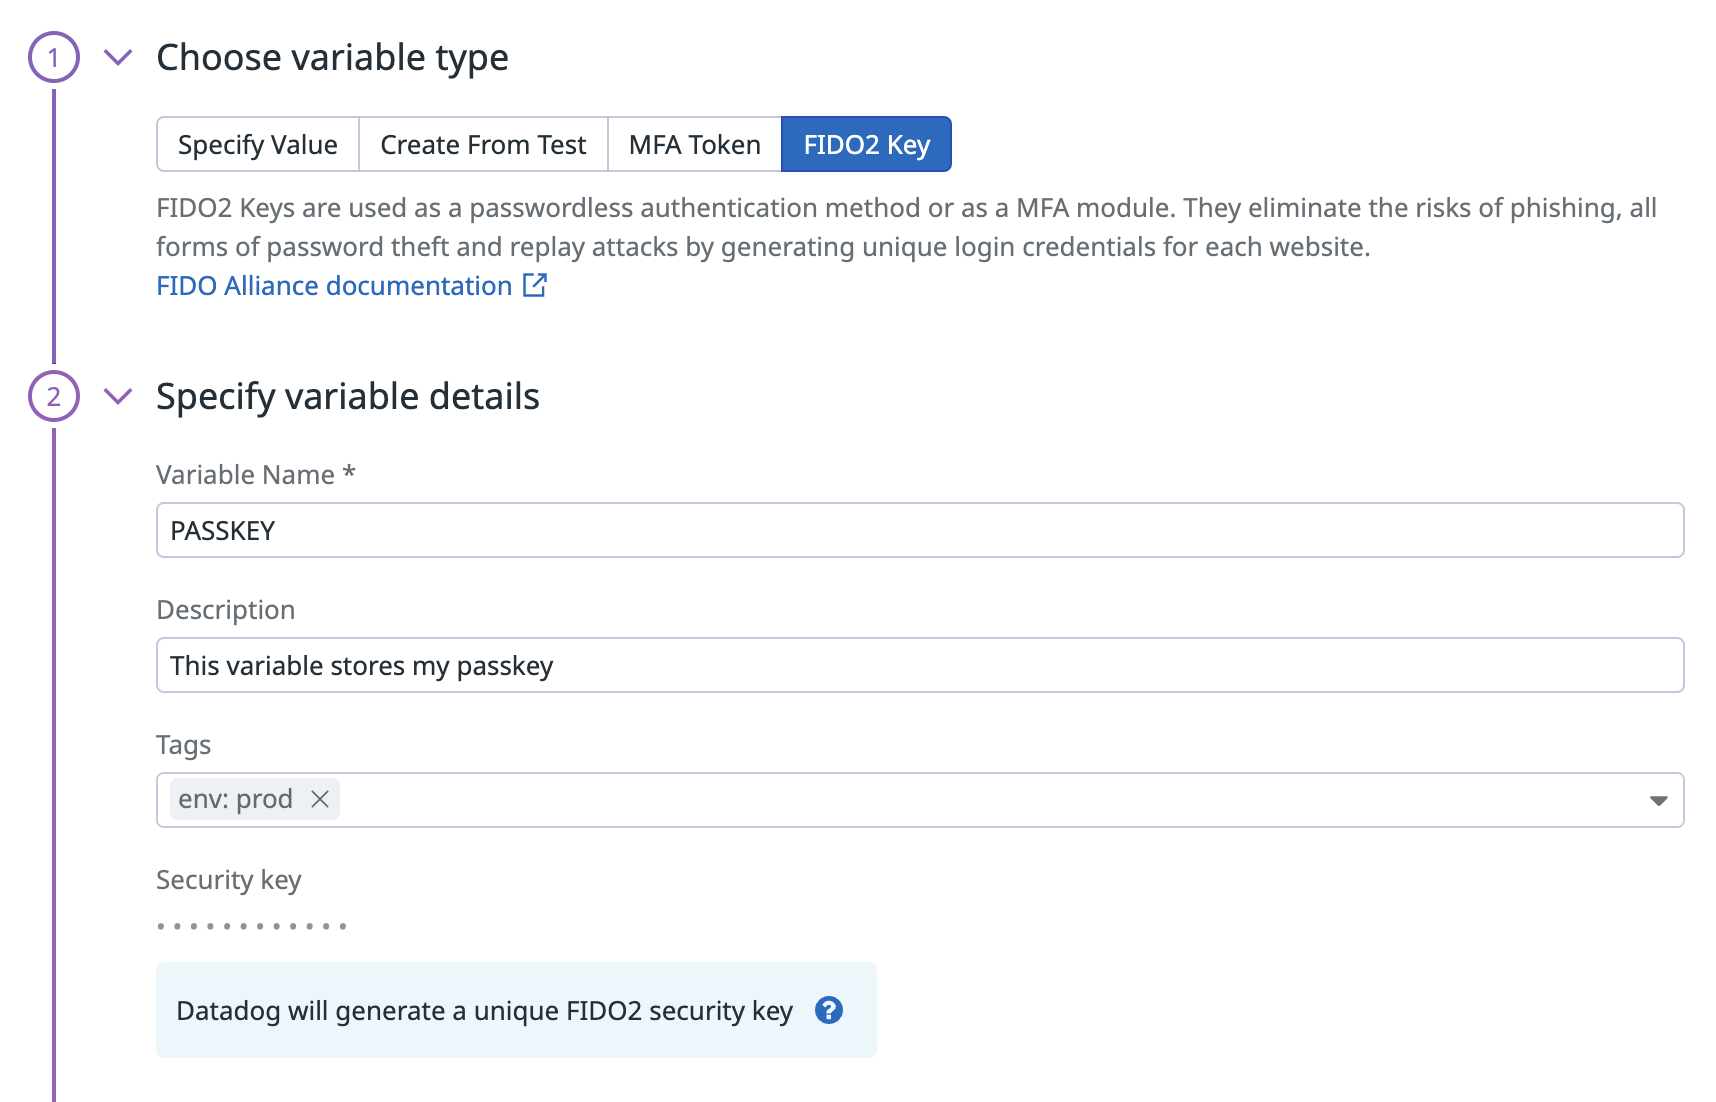 1
Choose variable type
Specify Value Create From Test MFA Token FIDO2 Key
FIDO2 Keys are used as a passwordless authentication method or as a MFA module. They eliminate the risks of phishing, all
forms of password theft and replay attacks by generating unique login credentials for each website.
FIDO Alliance documentation
2
Specify variable details
Variable Name *
PASSKEY
Description
This variable stores my passkey
Tags
env: prod
Security key
............
Datadog will generate a unique FIDO2 security key ?